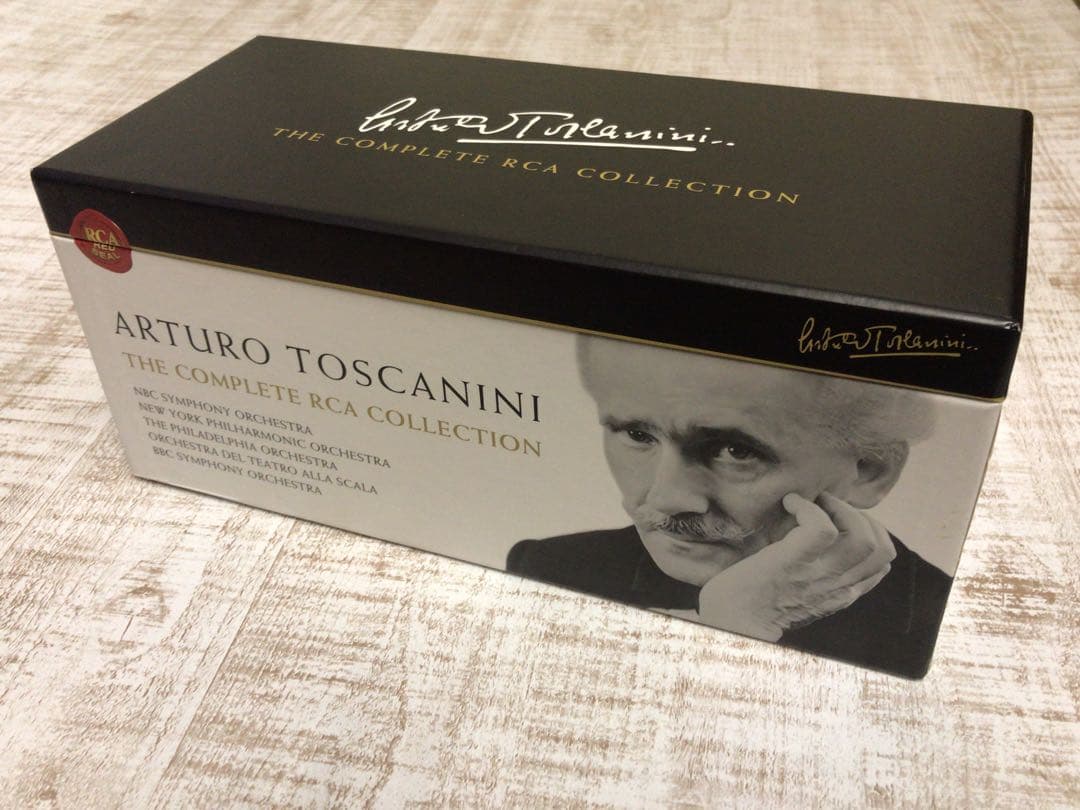 Arturo Toscanini
THE COMPLETE RCA COLLECTION
RCA
RED
SEAL
Arturo Toscanini
ARTURO TOSCANINI
THE COMPLETE RCA COLLECTION
NBC SYMPHONY ORCHESTRA
NEW YORK PHILHARMONIC ORCHESTRA
THE PHILADELPHIA ORCHESTRA
ORCHESTRA DEL TEATRO ALLA SCALA
BBC SYMPHONY ORCHESTRA